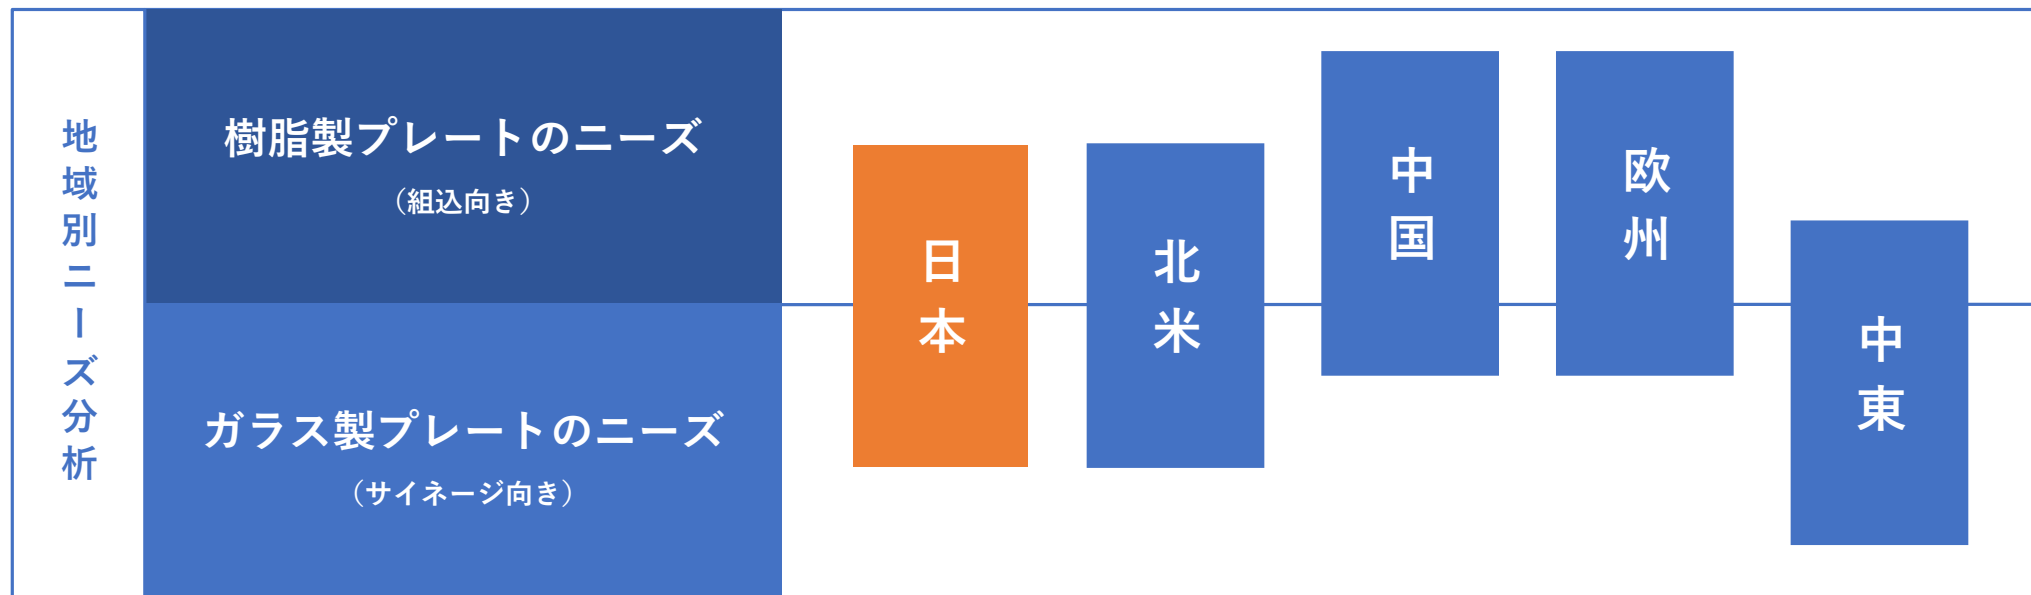 地域別ニーズ分析
樹脂製プレートのニーズ
（組込向き）
ガラス製プレートのニーズ
（サイネージ向き）
日本
北米
中国
欧州
中東